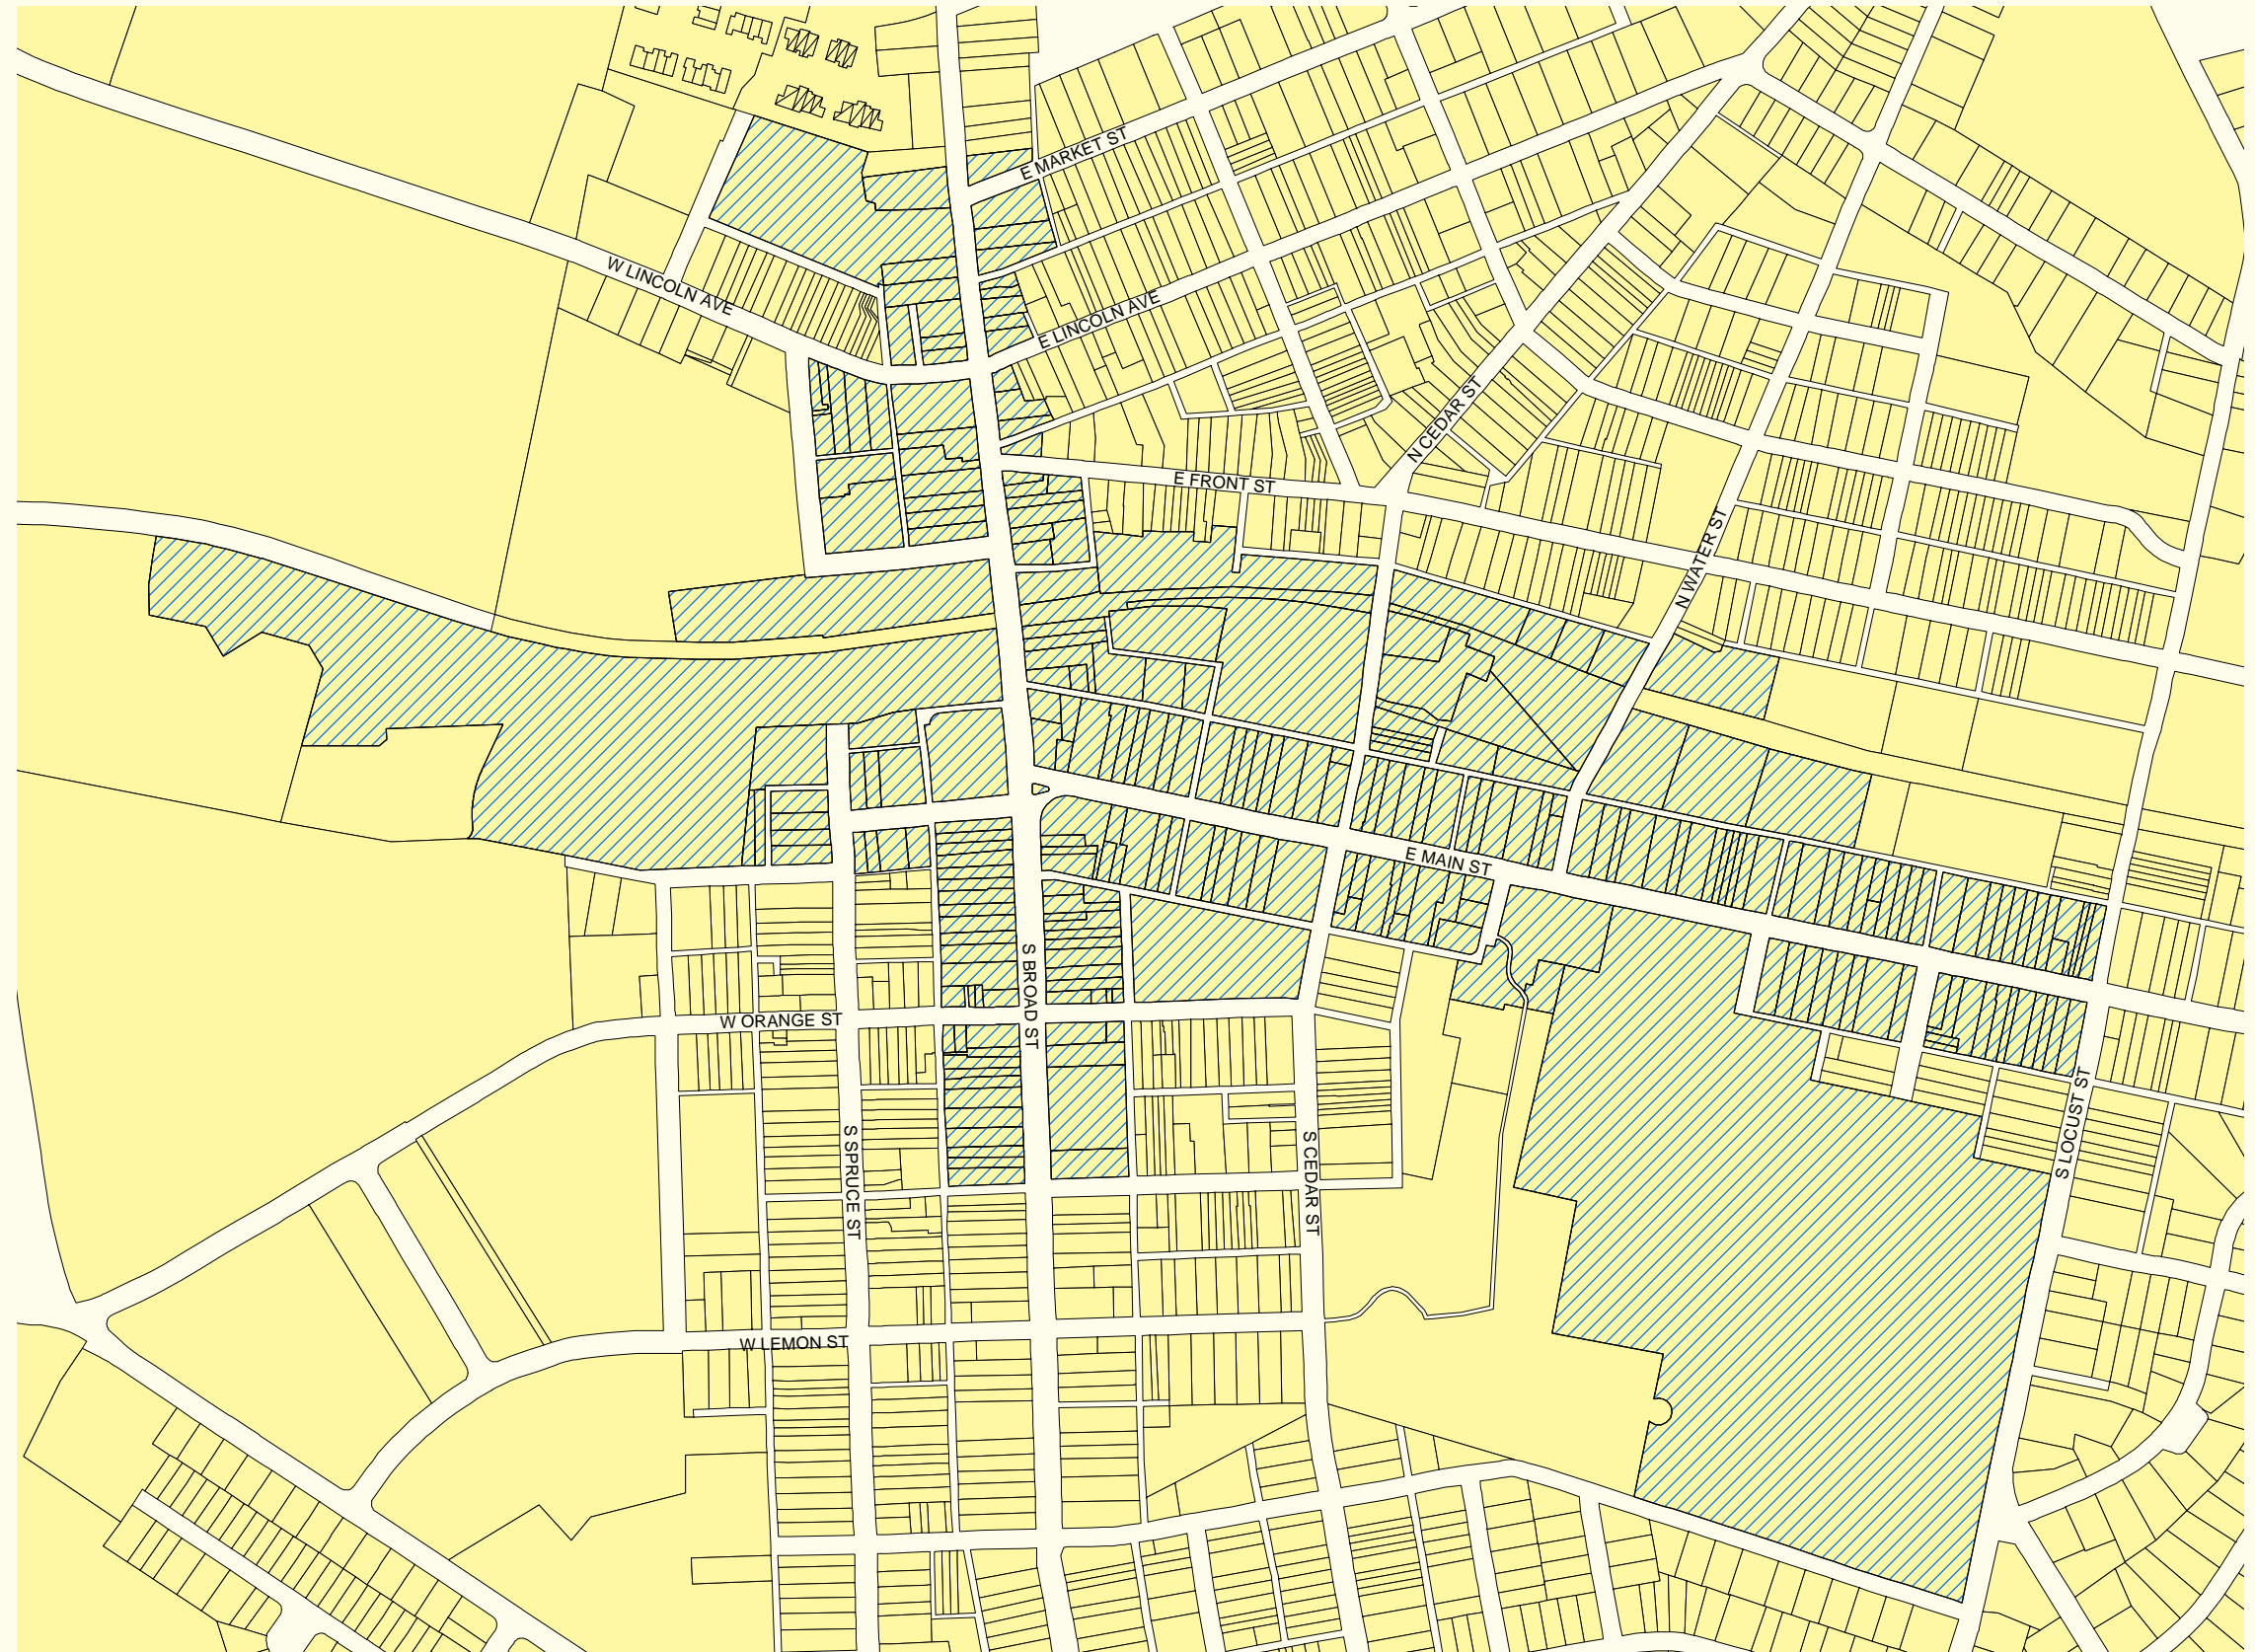 E MARKET ST
W LINCOLN AVE
E LINCOLN AVE
N CEDAR ST
E FRONT ST
N WATER ST
E MAIN ST
S BROAD ST
W ORANGE ST
S SPRUCE ST
S CEDAR ST
S LOCUST ST
W LEMON ST